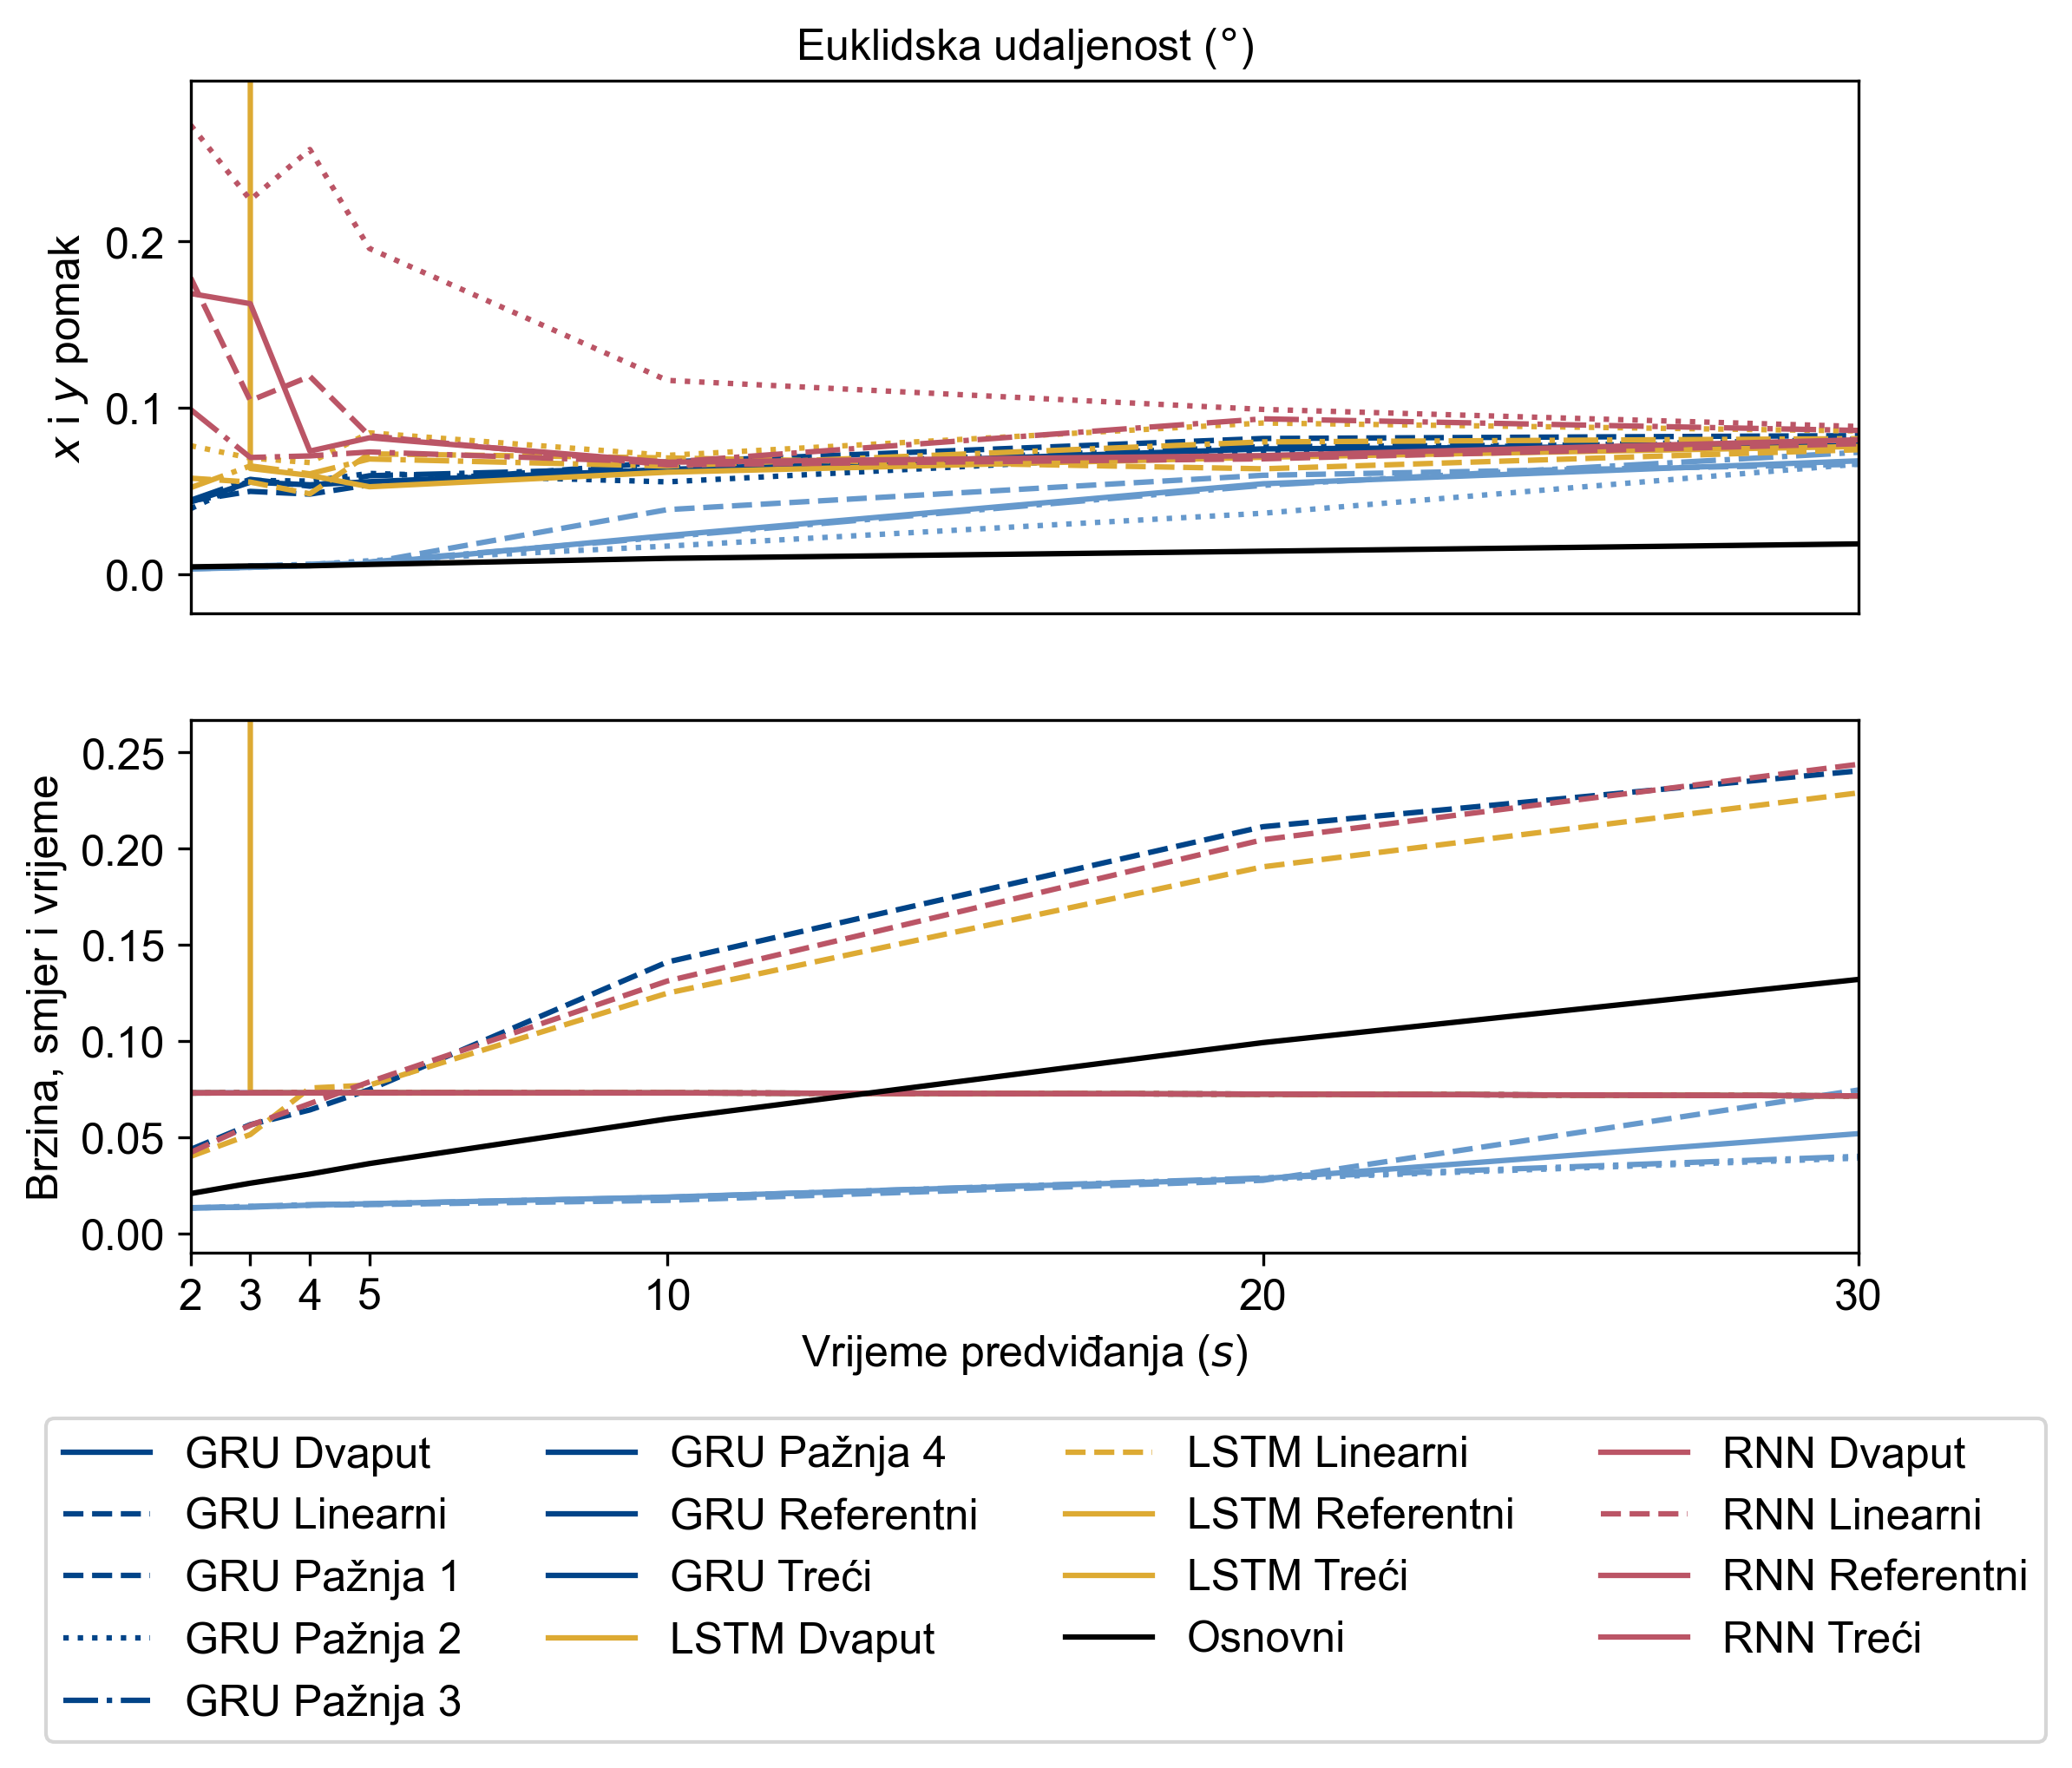 Euklidska udaljenost (°)
x i y pomak
0.2
0.1
0.0
Brzina, smjer i vrijeme
0.25
0.20
0.15
0.10
0.05
0.00
2 3 4 5 10 20 30
Vrijeme predviđanja (s)
GRU Dvaput
GRU Linearni
GRU Pažnja 1
GRU Pažnja 2
GRU Pažnja 3
GRU Pažnja 4
GRU Referentni
GRU Treći
LSTM Dvaput
LSTM Linearni
LSTM Referentni
LSTM Treći
Osnovni
RNN Dvaput
RNN Linearni
RNN Referentni
RNN Treći